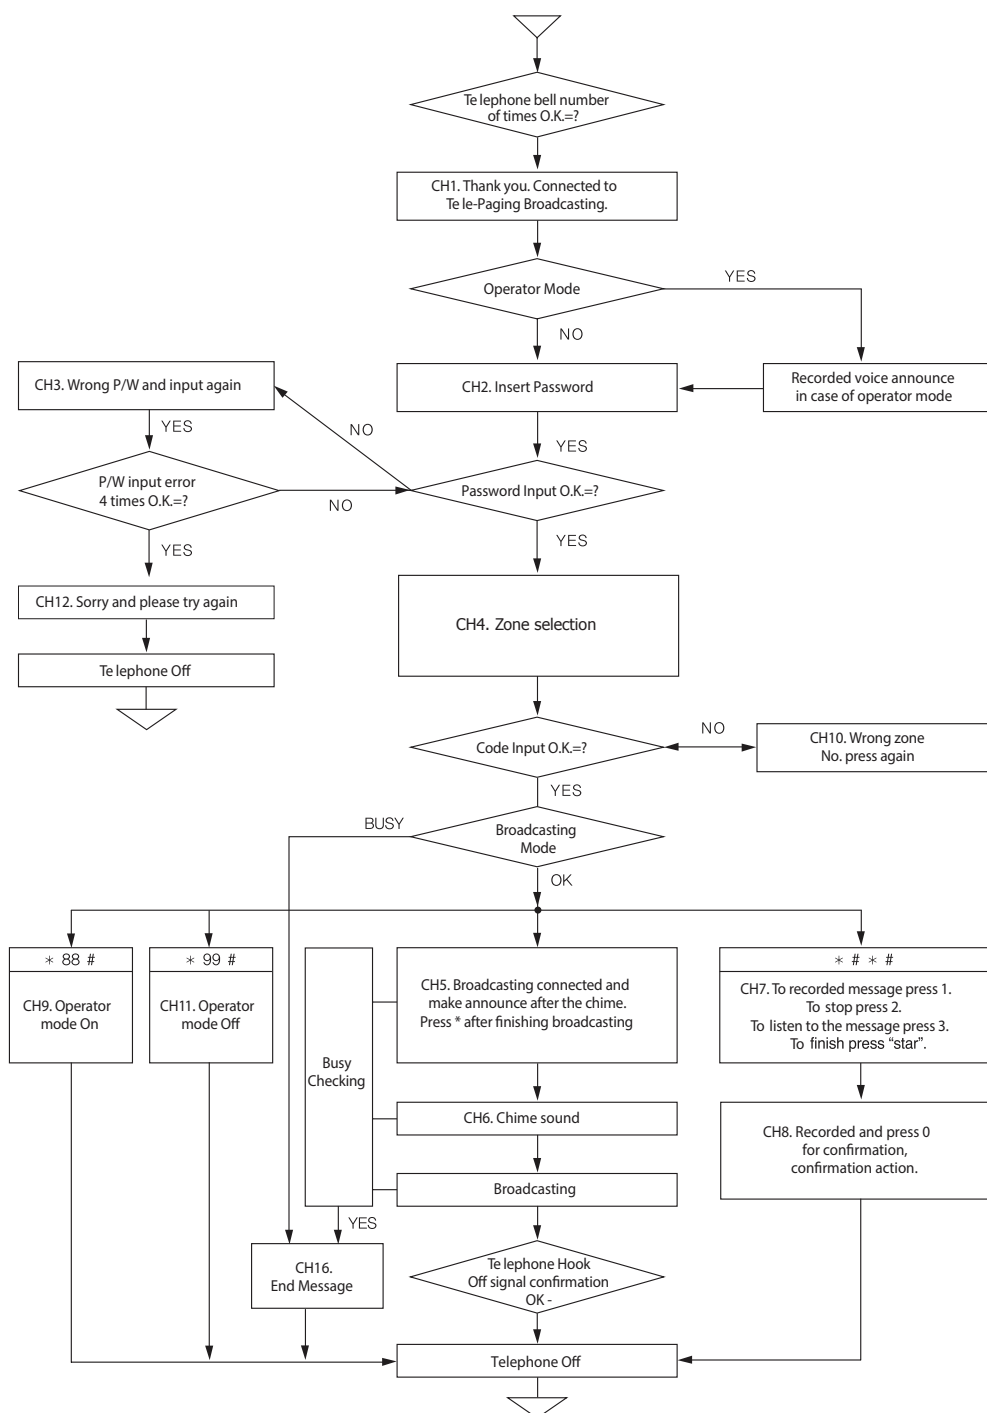 Te lephone bell number
of times O.K.=?
CH1. Thank you. Connected to
Te le-Paging Broadcasting.
Operator Mode
YES
NO
CH3. Wrong P/W and input again
CH2. Insert Password
Recorded voice announce
in case of operator mode
YES
NO
YES
P/W input error
4 times O.K.=?
NO
Password Input O.K.=?
YES
YES
CH12. Sorry and please try again
CH4. Zone selection
Te lephone Off
Code Input O.K.=?
NO
CH10. Wrong zone
No. press again
YES
BUSY
Broadcasting
Mode
OK
* 88 #
CH9. Operator
mode On
* 99 #
CH11. Operator
mode Off
Busy
Checking
CH5. Broadcasting connected and
make announce after the chime.
Press * after finishing broadcasting
* # * #
CH7. To recorded message press 1.
To stop press 2.
To listen to the message press 3.
To finish press “star”.
CH6. Chime sound
CH8. Recorded and press 0
for confirmation,
confirmation action.
Broadcasting
YES
CH16.
End Message
Te lephone Hook
Off signal confirmation
OK -
Telephone Off